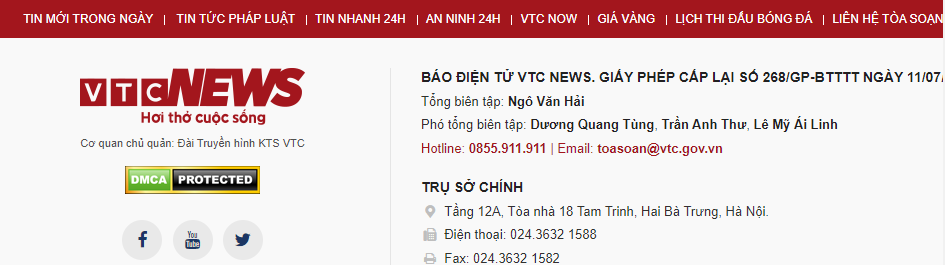 TIN MỚI TRONG NGÀY | TIN TỨC PHÁP LUẬT | TIN NHANH 24H | AN NINH 24H | VTC NOW | GIÁ VÀNG | LỊCH THI ĐẤU BÓNG ĐÁ | LIÊN HỆ TÒA SOẠN
VTC NEWS
Hơi thở cuộc sống
Cơ quan chủ quản: Đài Truyền hình KTS VTC
DMCA PROTECTED
You Tube
BÁO ĐIỆN TỬ VTC NEWS. GIẤY PHÉP CẤP LẠI SỐ 268/GP-BTTTT NGÀY 11/07/
Tổng biên tập: Ngô Văn Hải
Phó tổng biên tập: Dương Quang Tùng, Trần Anh Thư, Lê Mỹ Ái Linh
Hotline: 0855.911.911 | Email: toasoan@vtc.gov.vn
TRỤ SỞ CHÍNH
Tầng 12A, Tòa nhà 18 Tam Trinh, Hai Bà Trưng, Hà Nội.
Điện thoại: 024.3632 1588
Fax: 024.3632 1582